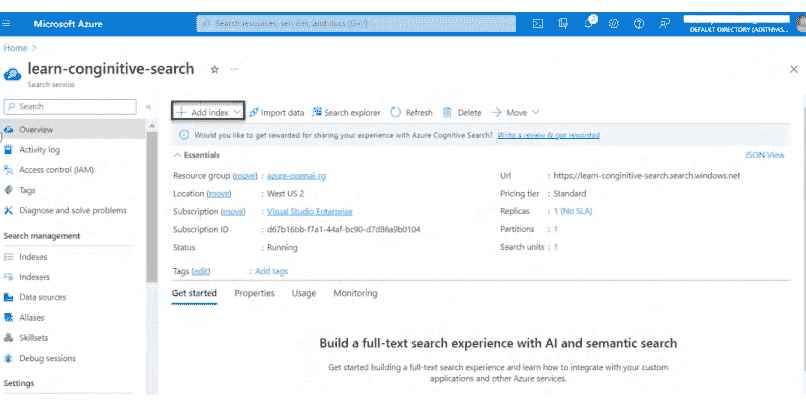 Microsoft Azure
Search resources, services, and docs (G+/)
2
DEFAULT DIRECTORY (ADETHYAS...
Home >
learn-conginitive-search
Search service
Search
Overview
Activity log
Access control (IAM)
Tags
Diagnose and solve problems
Search management
Indexes
Indexers
Data sources
Aliases
Skillsets
Debug sessions
Settings
Add index
Import data
Search explorer
Refresh
Delete
Move
Would you like to get rewarded for sharing your experience with Azure Cognitive Search? Write a review & get rewarded
Essentials
JSON View
Resource group (move) : azure-openai-rg
Location (move) : West US 2
Subscription (move) : Visual Studio Enterprise
Subscription ID : d67b16bb-f7a1-44af-bc90-d7d86a9b0104
Status : Running
Url : https://learn-conginitive-search.search.windows.net
Pricing tier : Standard
Replicas : 1 (No SLA)
Partitions : 1
Search units : 1
Tags (edit) : Add tags
Get started
Properties
Usage
Monitoring
Build a full-text search experience with AI and semantic search
Get started building a full-text search experience and learn how to integrate with your custom
applications and other Azure services.